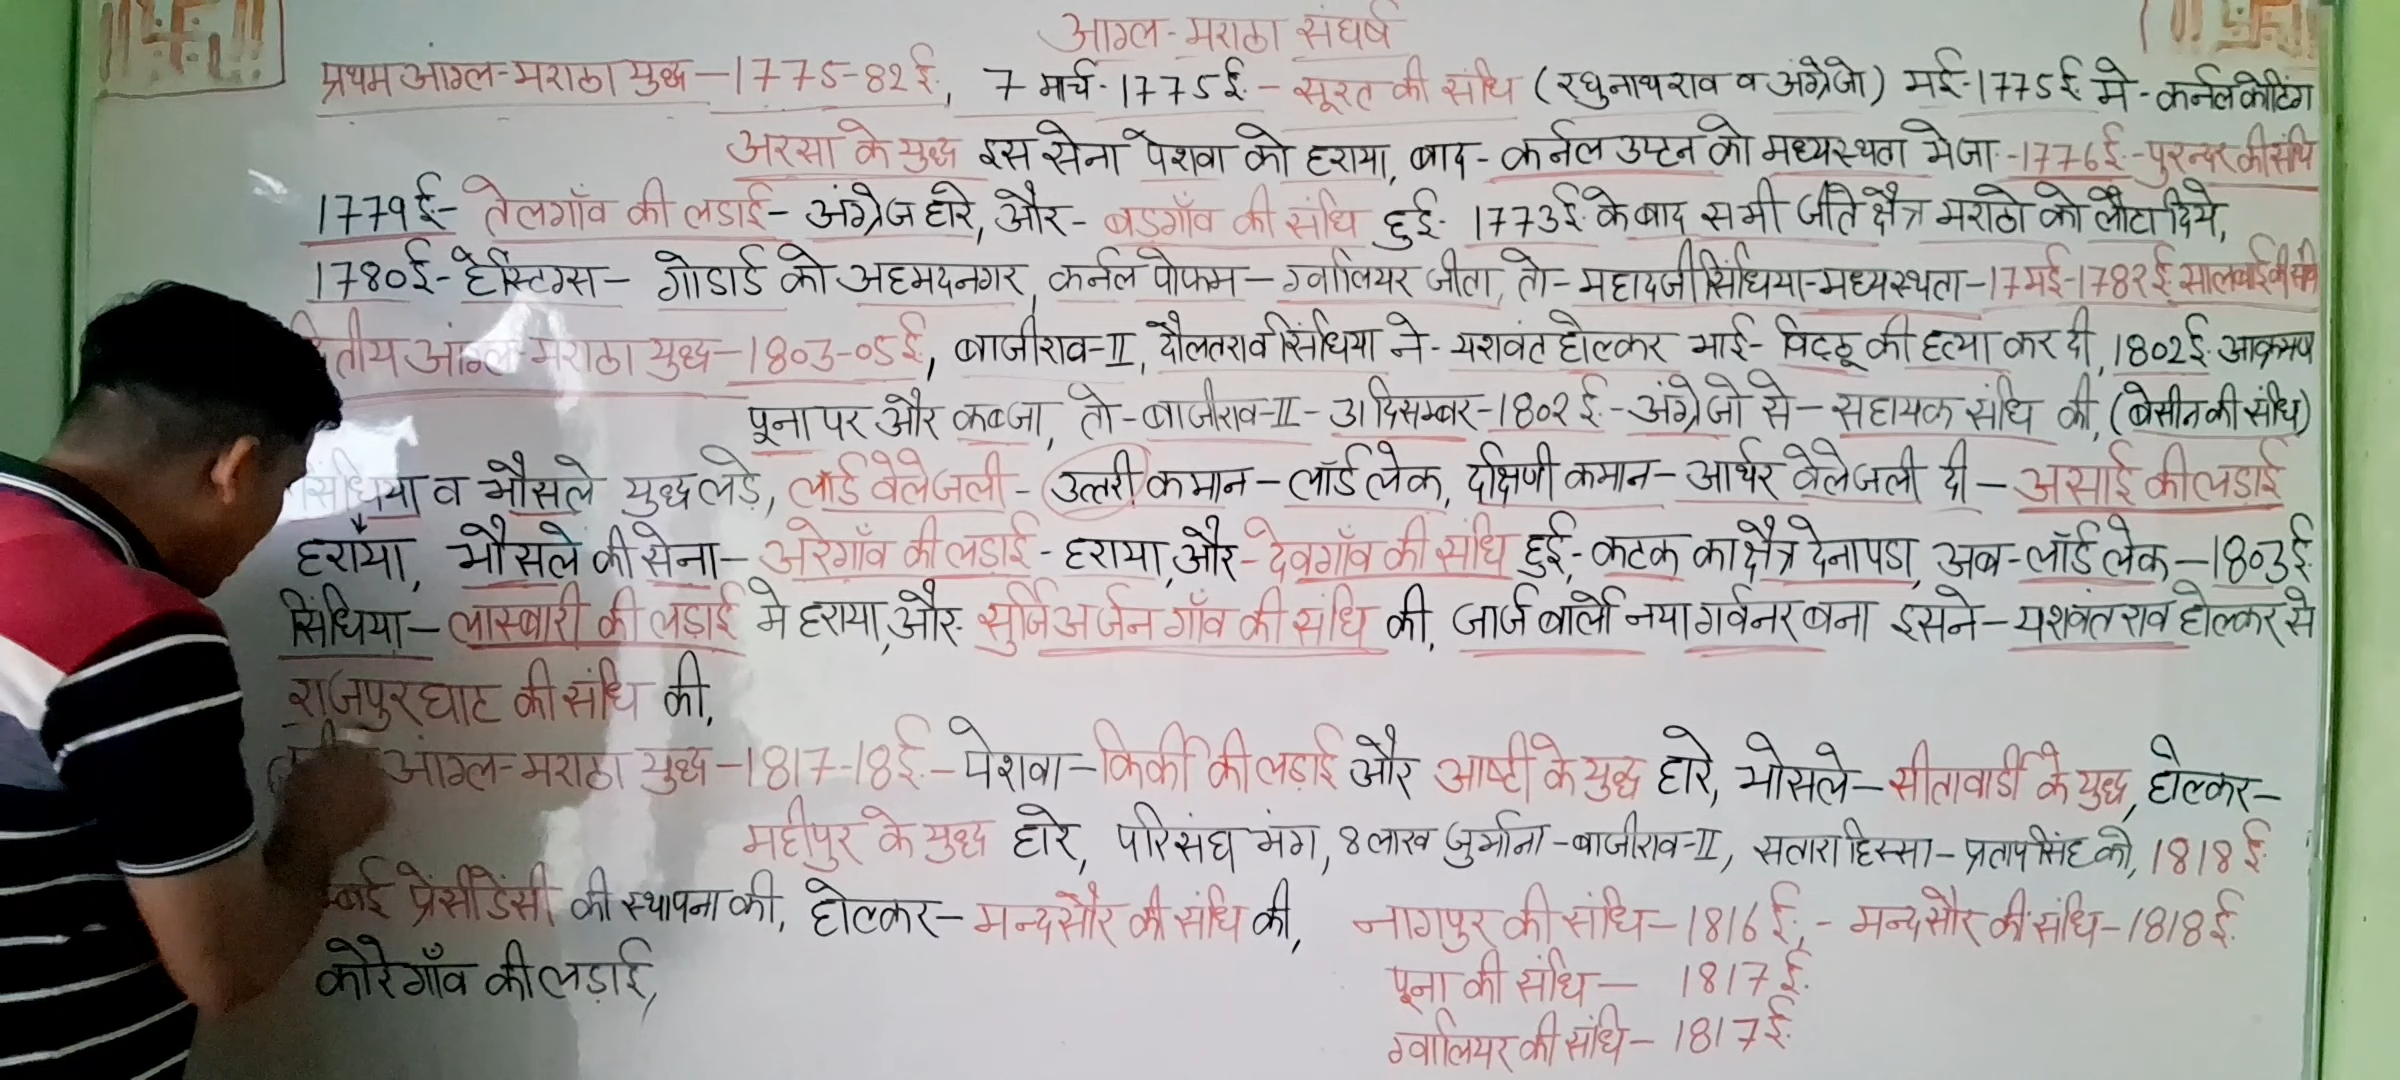 आंग्ल-मराठा संघर्ष
प्रथम आंग्ल-मराठा युद्ध-1775-82ई., 7 मार्च-1775ई.- सूरत की संधि (रघुनाथराव व अंग्रेजो) मई-1775ई. मे-कर्नल कीटिंग
अरसा के युद्ध इस सेना पेशवा को हराया, बाद-कर्नल उप्टन को मध्यस्थता भेजा-1776ई.-पुरन्दर की संधि
1779ई- तेलगाँव की लडाई- अंग्रेज हारे, और- बडगाँव की संधि हुई- 1773ई. के बाद सभी जीते क्षैत्र मराठो को लौटा दिये,
1780ई- हेस्टिंग्स- गोडार्ड को अहमदनगर, कर्नल पोफम- ग्वालियर जीता, तो-महादजी सिंधिया-मध्यस्थता-17 मई-1782ई. सालबाई की संधि
तीय आंग्ल-मराठा युद्ध-1803-05ई., बाजीराव-II, दौलतराव सिंधिया ने-यशवंत होल्कर भाई- विट्ठू की हत्या कर दी, 1802ई. आक्रमण
पूना पर और कब्जा, तो-बाजीराव-II-31 दिसम्बर-1802ई.-अंग्रेजो से- सहायक संधि की, (बेसीन की संधि)
सिंधिया व भौसले युद्ध लडे़, लॉर्ड वेलेजली- उत्तरी कमान-लॉर्ड लेक, दक्षिणी कमान-आर्थर वेलेजली दी-असाई की लड़ाई
हराया, भौसले की सेना- अरेगाँव की लड़ाई- हराया, और-देवगाँव की संधि हुई,-कटक का क्षैत्र देना पडा, अब-लॉर्ड लेक-1803ई.
सिंधिया- लास्बारी की लड़ाई मे हराया, और- सुर्जि अर्जन गाँव की संधि की, जार्ज बार्लो नया गर्वनर बना इसने-यशवंत राव होल्कर से
राजपुर घाट की संधि की,
आंग्ल-मराठा युद्ध-1817-18ई.- पेशवा-किर्की की लड़ाई और आष्टी के युद्ध हारे, भोसले-सीतावार्डी के युद्ध, होल्कर-
महीपुर के युद्ध हारे, परिसंघ भंग, 8 लाख जुर्माना-बाजीराव-II, सतारा हिस्सा-प्रताप सिंह को, 1818ई.
बई प्रेसीडेंसी की स्थापना की, होल्कर- मन्दसौर की संधि की, नागपुर की संधि-1816ई.,- मन्दसौर की संधि-1818ई.
कोरेगाँव की लड़ाई, पूना की संधि- 1817ई.
ग्वालियर की संधि- 1817ई.